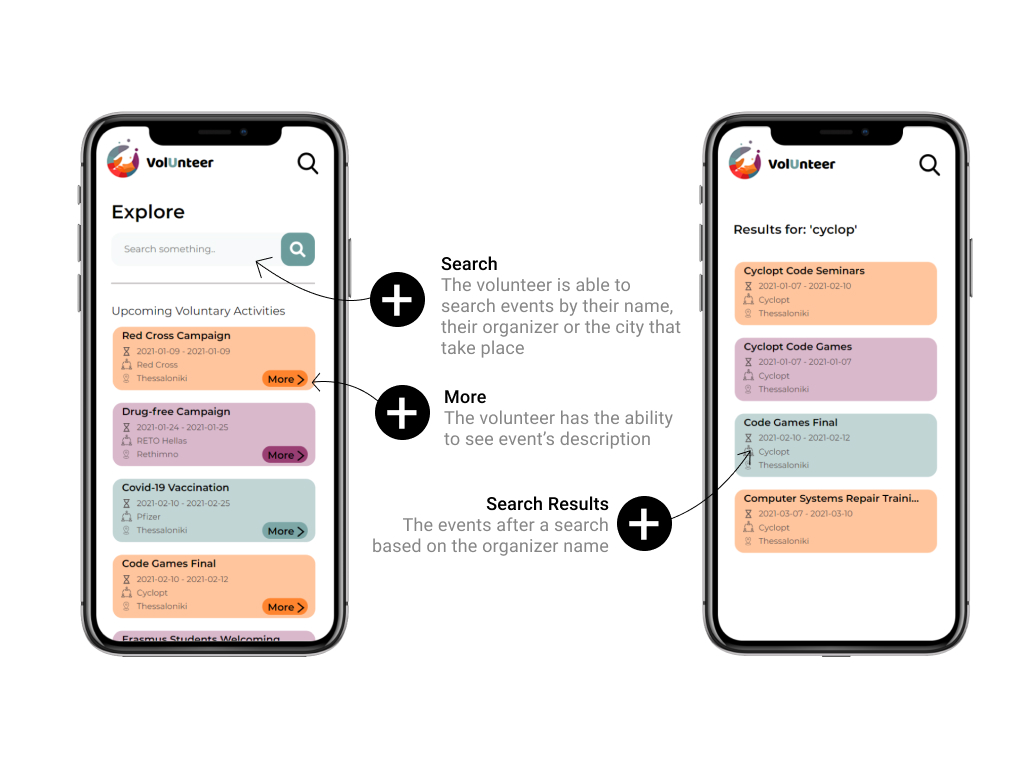 VolUnteer
Explore
Search something..
Upcoming Voluntary Activities
Red Cross Campaign
2021-01-09 - 2021-01-09
Red Cross
Thessaloniki
More
Drug-free Campaign
2021-01-24 - 2021-01-25
RETO Hellas
Rethimno
More
Covid-19 Vaccination
2021-02-10 - 2021-02-25
Pfizer
Thessaloniki
More
Code Games Final
2021-02-10 - 2021-02-12
Cyclopt
Thessaloniki
More
Erasmus Students Welcoming
Search
The volunteer is able to
search events by their name,
their organizer or the city that
take place
More
The volunteer has the ability
to see event's description
Search Results
The events after a search
based on the organizer name
VolUnteer
Results for: 'cyclop'
Cyclopt Code Seminars
2021-01-07 - 2021-02-10
Cyclopt
Thessaloniki
Cyclopt Code Games
2021-01-07 - 2021-01-07
Cyclopt
Thessaloniki
Code Games Final
2021-02-10 - 2021-02-12
Cyclopt
Thessaloniki
Computer Systems Repair Traini...
2021-03-07 - 2021-03-10
Cyclopt
Thessaloniki